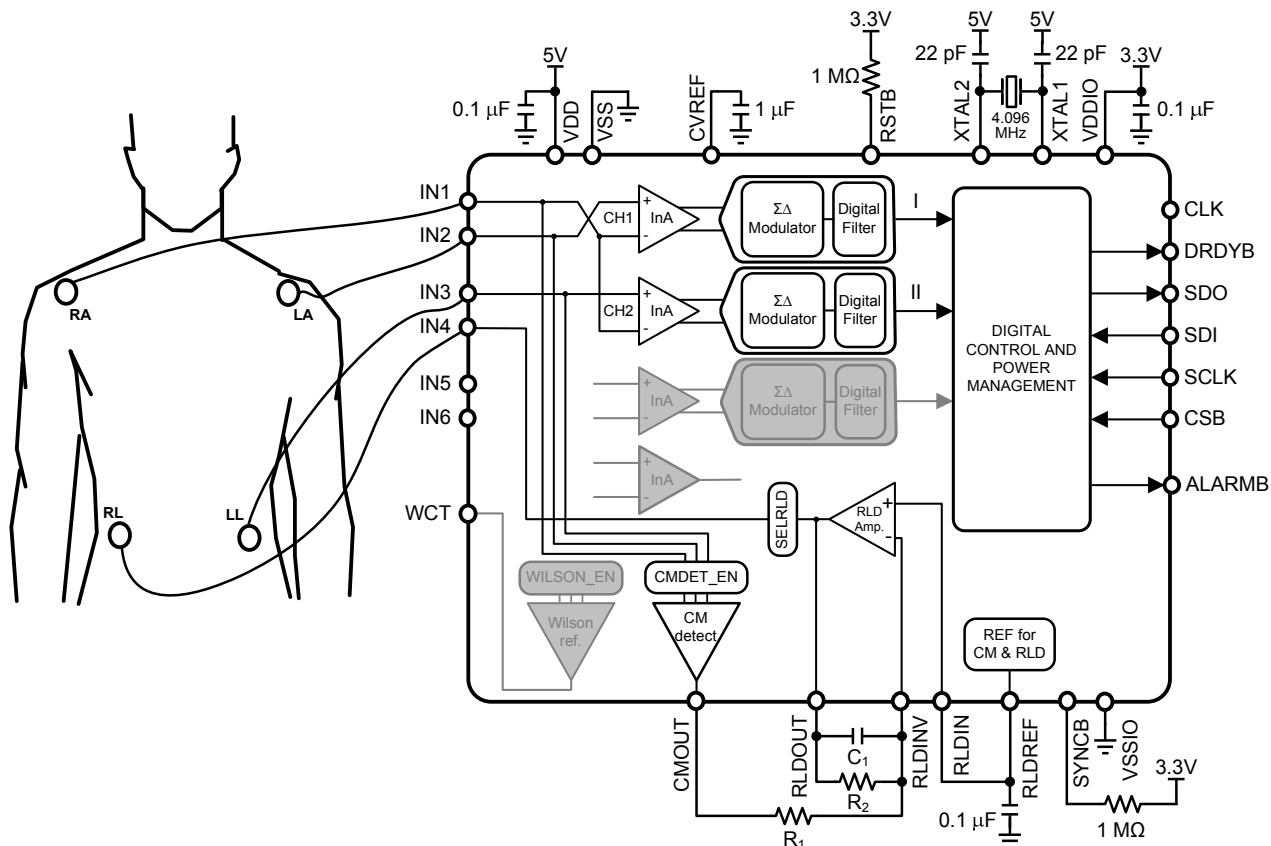 3.3V
5V
5V
22 pF
22 pF
3.3V
5V
1 MΩ
0.1 µF
VDD
VSS
CVREF
1 µF
RSTB
XTAL2
4.096
MHz
XTAL1
VDDIO
0.1 µF
IN1
IN2
IN3
IN4
IN5
IN6
WCT
RA
LA
RL
LL
CH1
+
-
InA
ΣΔ
Modulator
Digital
Filter
I
CH2
+
-
InA
ΣΔ
Modulator
Digital
Filter
II
+
-
InA
ΣΔ
Modulator
Digital
Filter
+
-
InA
DIGITAL
CONTROL AND
POWER
MANAGEMENT
CLK
DRDYB
SDO
SDI
SCLK
CSB
ALARMB
SELRLD
RLD
Amp.
+
-
WILSON_EN
Wilson
ref.
CMDET_EN
CM
detect
REF for
CM & RLD
CMOUT
RLDOUT
RLDINV
RLDIN
RLDREF
SYNCB
VSSIO
C1
R2
R1
0.1 µF
3.3V
1 MΩ